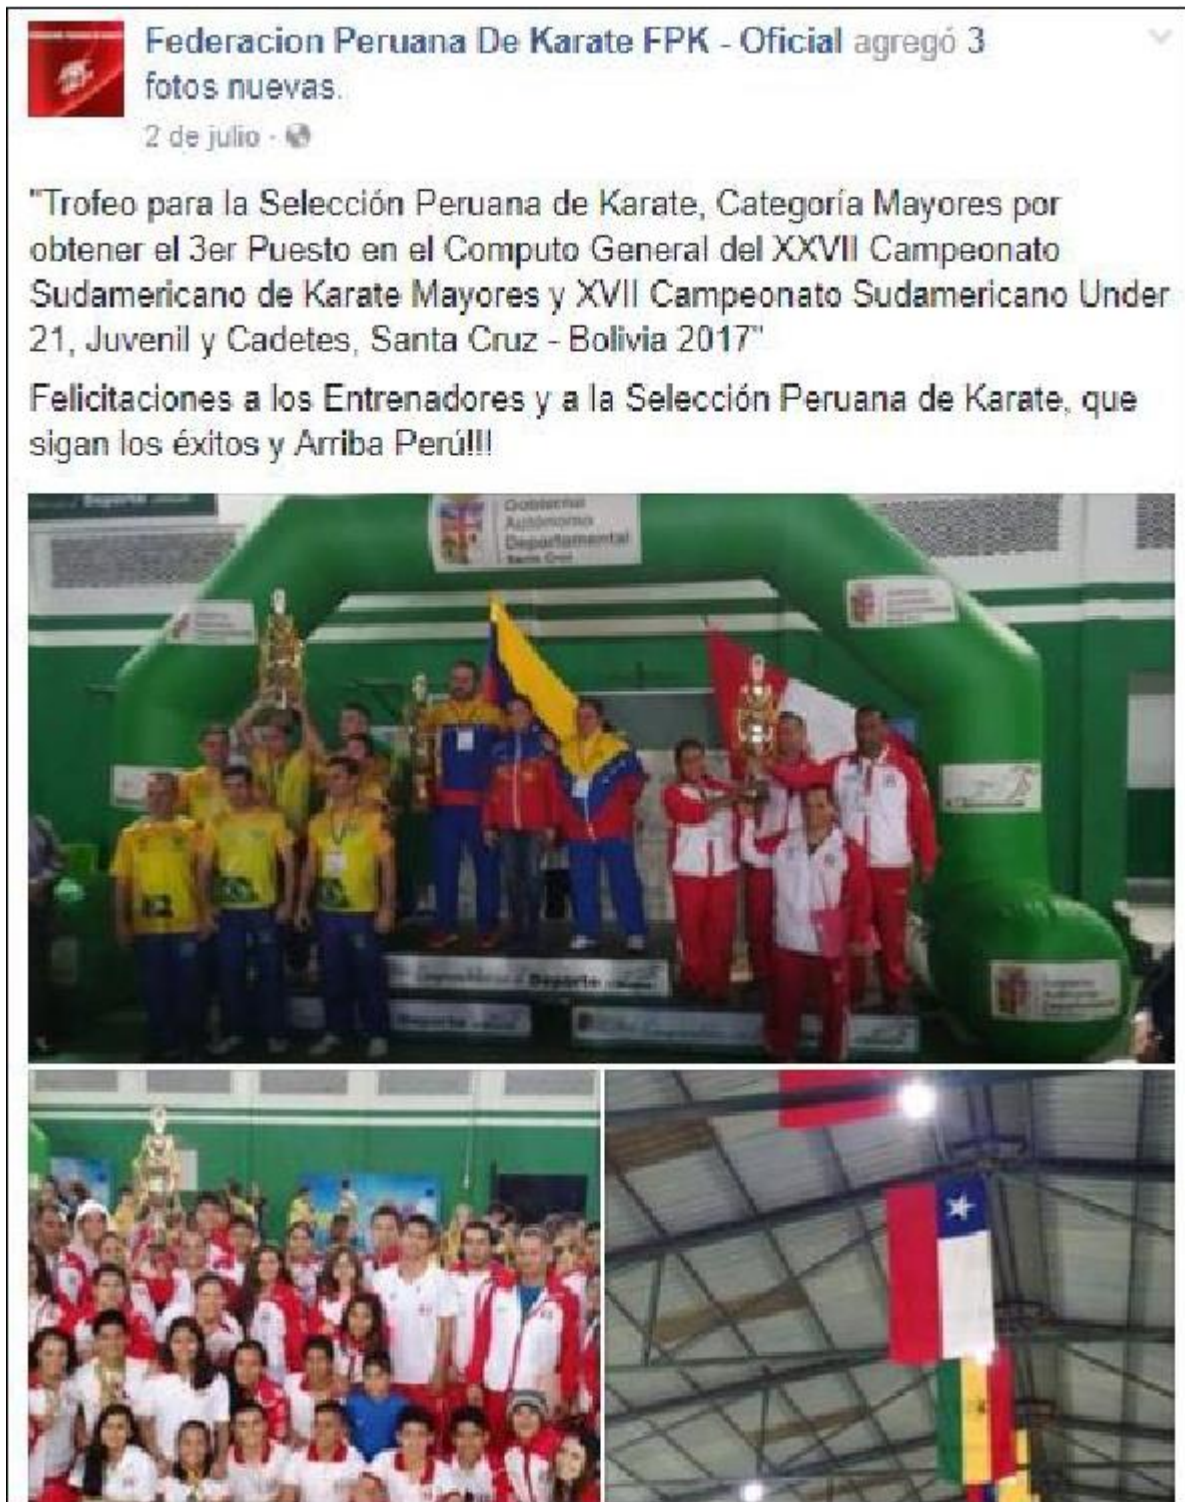 Federacion Peruana De Karate FPK - Oficial agregó 3
fotos nuevas.
2 de julio ·
"Trofeo para la Selección Peruana de Karate, Categoría Mayores por
obtener el 3er Puesto en el Computo General del XXVII Campeonato
Sudamericano de Karate Mayores y XVII Campeonato Sudamericano Under
21, Juvenil y Cadetes, Santa Cruz - Bolivia 2017"
Felicitaciones a los Entrenadores y a la Selección Peruana de Karate, que
sigan los éxitos y Arriba Perú!!!
Deporte
Gobierno
Autónomo
Departamental
Santa Cruz
Deporte
Deporte